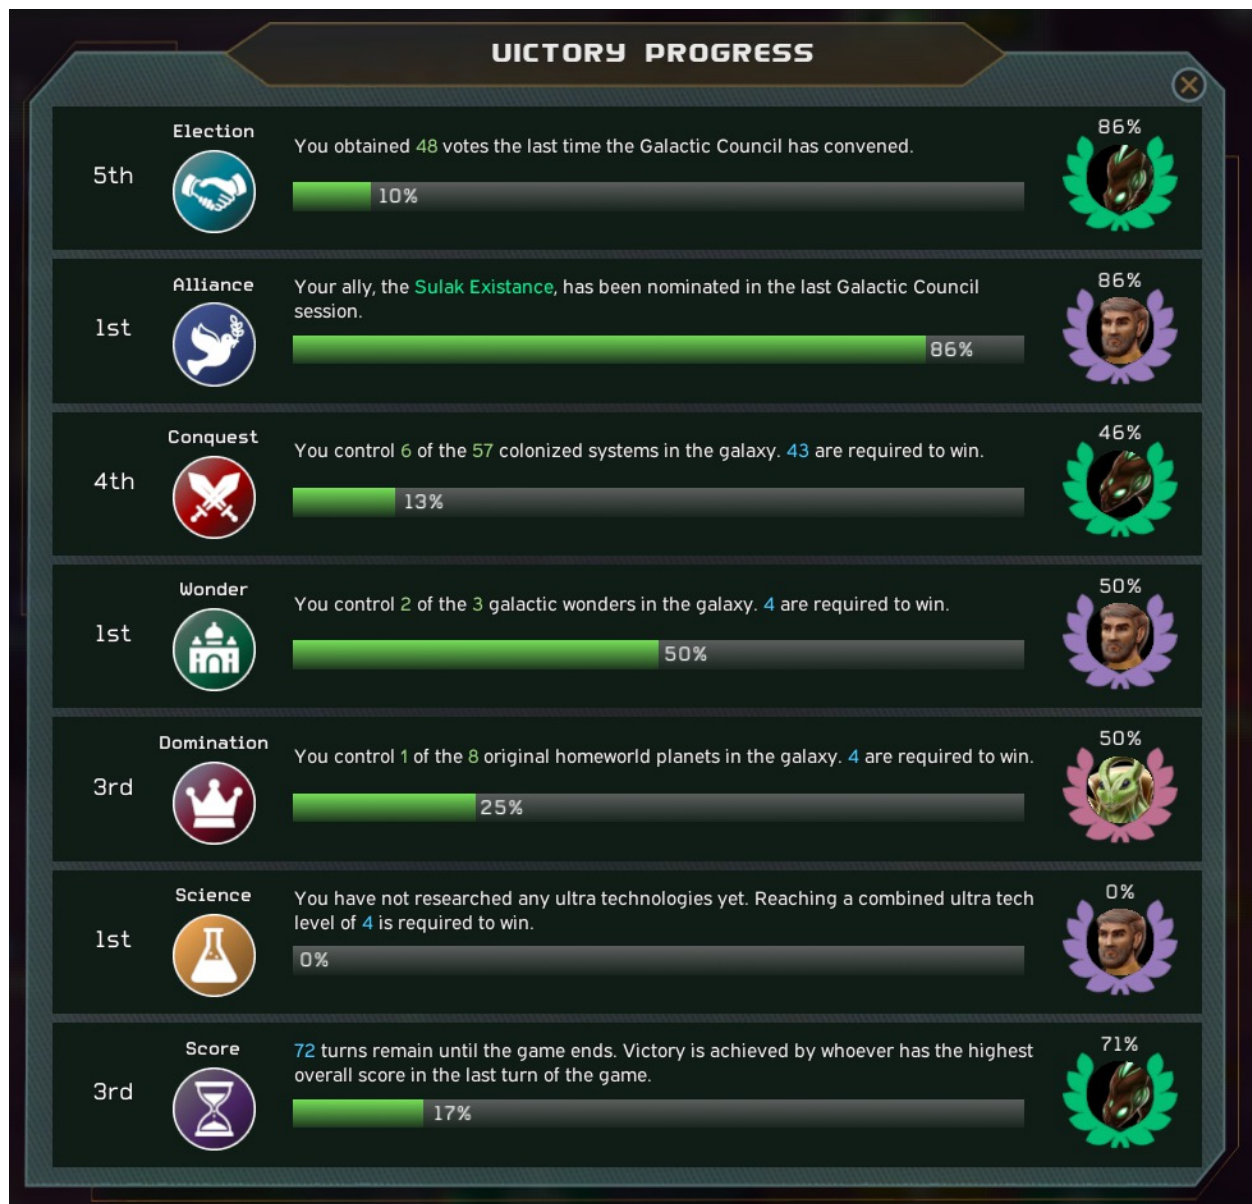 VICTORY PROGRESS
Election
86%
5th
You obtained 48 votes the last time the Galactic Council has convened.
10%
Alliance
86%
1st
Your ally, the Sulak Existance, has been nominated in the last Galactic Council
session.
86%
Conquest
46%
4th
You control 6 of the 57 colonized systems in the galaxy. 43 are required to win.
13%
Wonder
50%
1st
You control 2 of the 3 galactic wonders in the galaxy. 4 are required to win.
50%
Domination
50%
3rd
You control 1 of the 8 original homeworld planets in the galaxy. 4 are required to win.
25%
Science
0%
1st
You have not researched any ultra technologies yet. Reaching a combined ultra tech
level of 4 is required to win.
0%
Score
71%
3rd
72 turns remain until the game ends. Victory is achieved by whoever has the highest
overall score in the last turn of the game.
17%